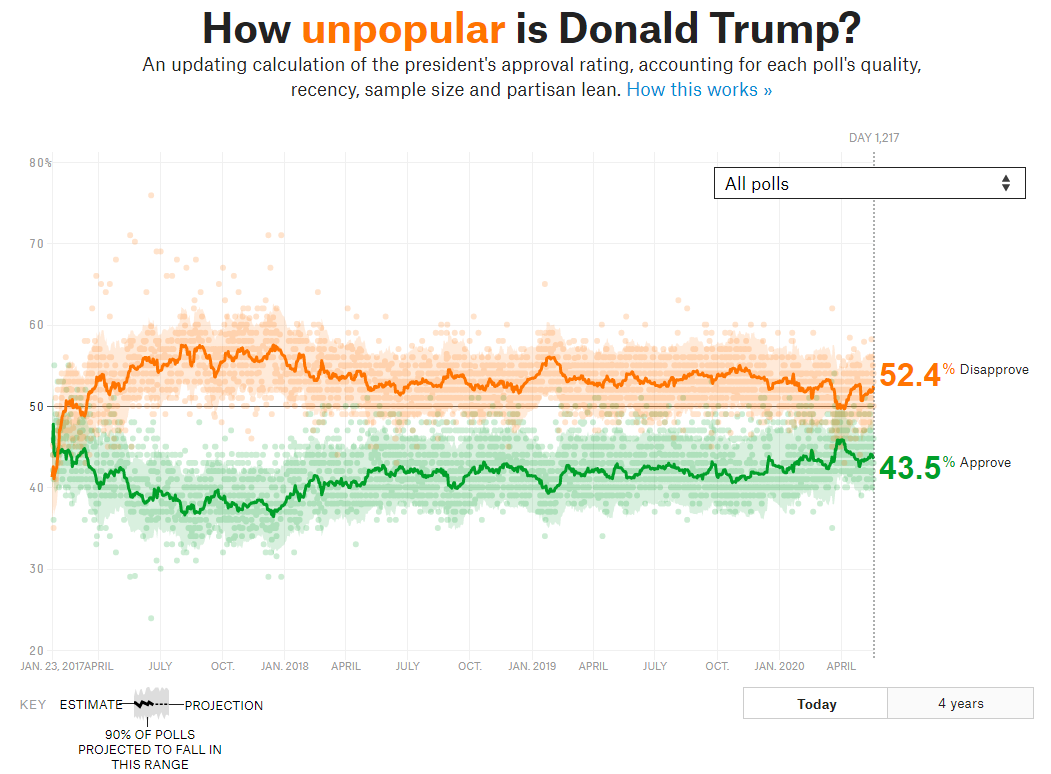 How unpopular is Donald Trump?
An updating calculation of the president's approval rating, accounting for each poll's quality,
recency, sample size and partisan lean. How this works »
DAY 1,217
80%
All polls
70
60
52.4% Disapprove
50
43.5% Approve
40
30
20
JAN. 23, 2017 APRIL JULY OCT. JAN. 2018 APRIL JULY OCT. JAN. 2019 APRIL JULY OCT. JAN. 2020 APRIL
KEY ESTIMATE PROJECTION
90% OF POLLS
PROJECTED TO FALL IN
THIS RANGE
Today 4 years